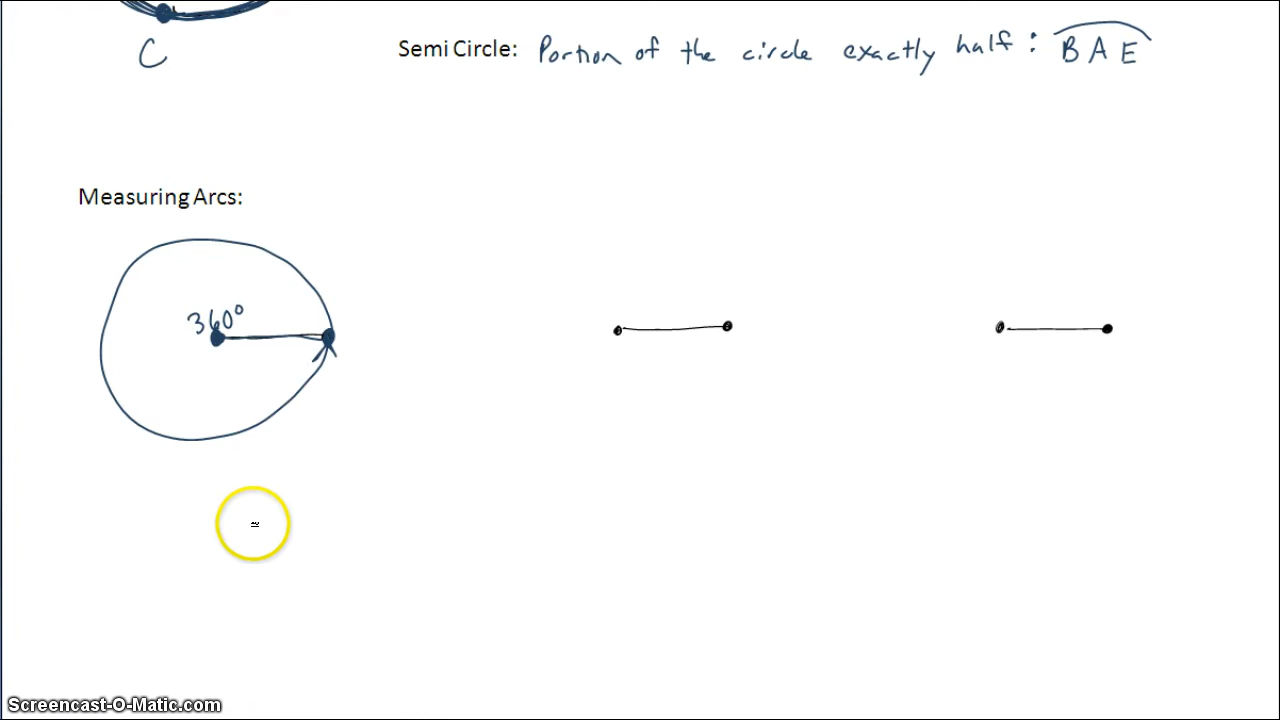 C
Semi Circle: Portion of the circle exactly half : BAE
Measuring Arcs:
360°
Screencast-O-Matic.com